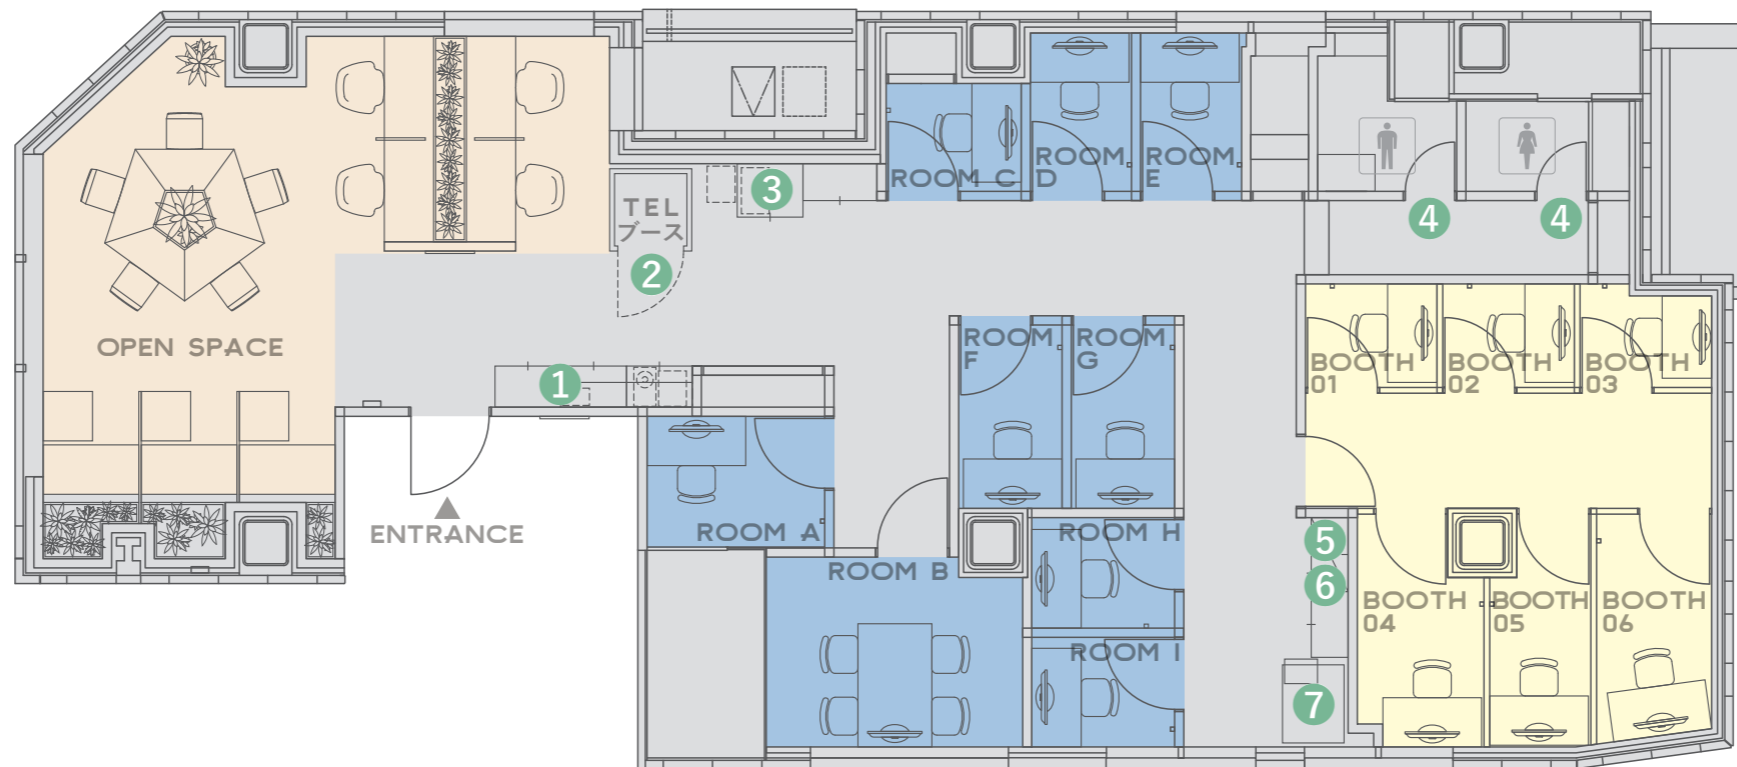 3
ROOM C
ROOM
D
ROOM
E
TEL
ブース
4
4
2
OPEN SPACE
ROOM
F
ROOM
G
BOOTH
01
BOOTH
02
BOOTH
03
1
ENTRANCE
ROOM A
ROOM B
ROOM H
ROOM I
5
6
BOOTH
04
BOOTH
05
BOOTH
06
7